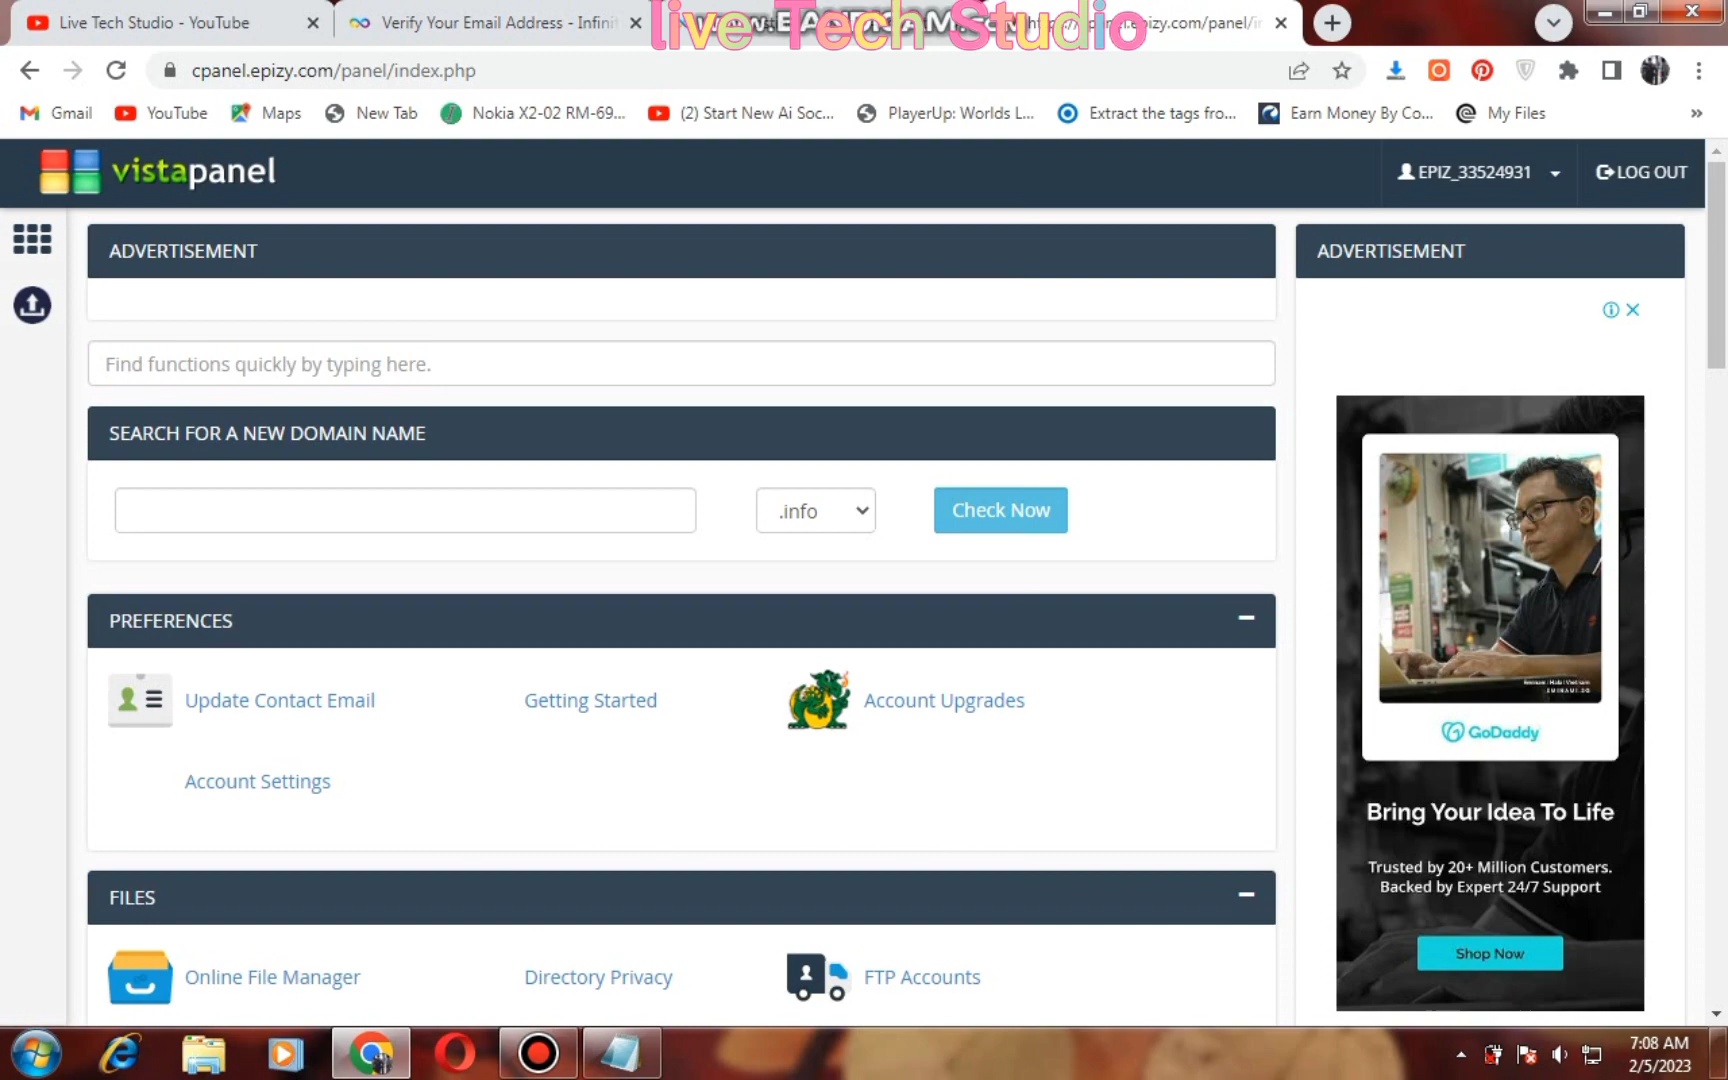 Live Tech Studio - YouTube
Verify Your Email Address - Infinit
live Tech Studio
cpanel.epizy.com/panel/index.php
Gmail
YouTube
Maps
New Tab
Nokia X2-02 RM-69...
(2) Start New Ai Soc...
PlayerUp: Worlds L...
Extract the tags fro...
Earn Money By Co...
My Files
»
vistapanel
EPIZ_33524931
LOG OUT
ADVERTISEMENT
Find functions quickly by typing here.
SEARCH FOR A NEW DOMAIN NAME
.info
Check Now
PREFERENCES
Update Contact Email
Getting Started
Account Upgrades
Account Settings
FILES
Online File Manager
Directory Privacy
FTP Accounts
ADVERTISEMENT
GoDaddy
Bring Your Idea To Life
Trusted by 20+ Million Customers.
Backed by Expert 24/7 Support
Shop Now
7:08 AM
2/5/2023